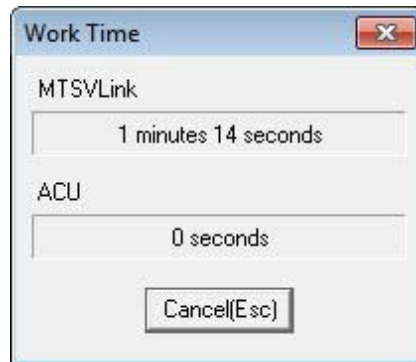 Work Time
MTSVLink
1 minutes 14 seconds
ACU
0 seconds
Cancel(Esc)